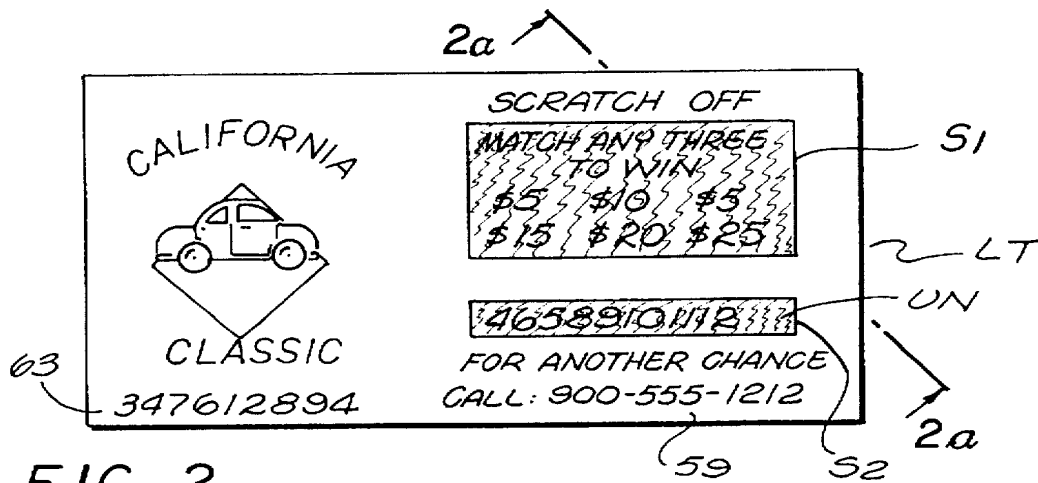 2a
SCRATCH OFF
CALIFORNIA
MATCH ANY THREE
TO WIN
$5 $10 $5
$15 $20 $25
S1
LT
UN
46589101112
FOR ANOTHER CHANCE
CLASSIC
CALL: 900-555-1212
63
347612894
59
S2
2a